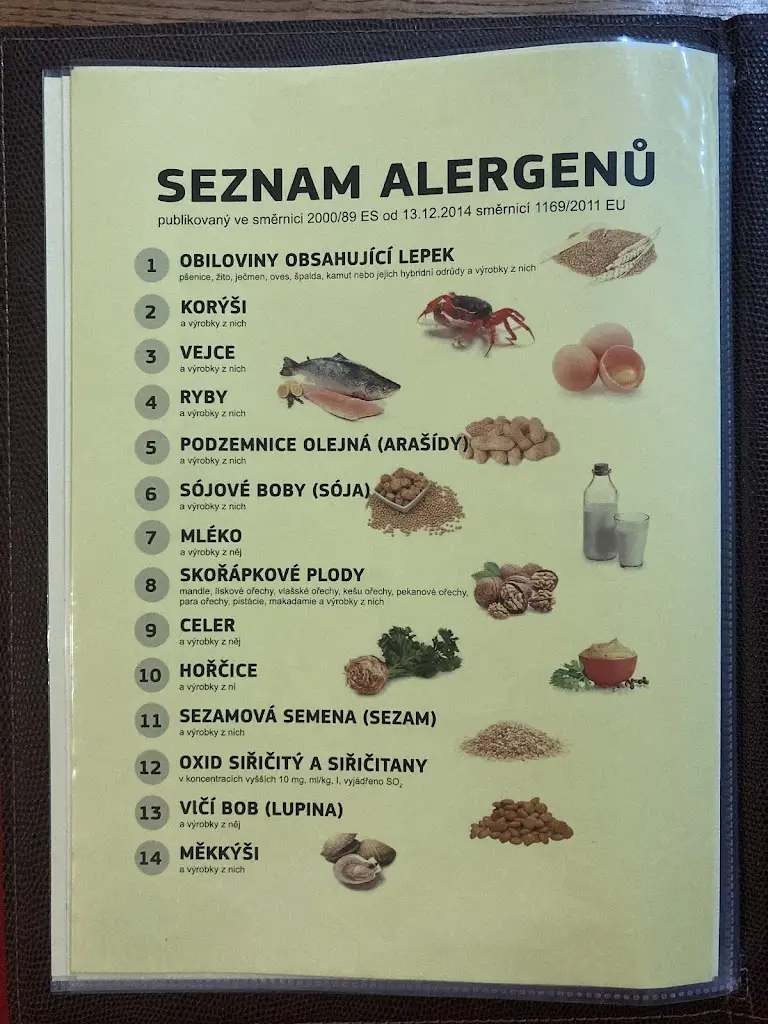 SEZNAM ALERGENŮ
publikovaný ve směrnici 2000/89 ES od 13.12.2014 směrnicí 1169/2011 EU
1 OBILOVINY OBSAHUJÍCÍ LEPEK
pšenice, žito, ječmen, oves, špalda, kamut nebo jejich hybridní odrůdy a výrobky z nich
2 KORÝŠI
a výrobky z nich
3 VEJCE
a výrobky z nich
4 RYBY
a výrobky z nich
5 PODZEMNICE OLEJNÁ (ARAŠÍDY)
a výrobky z nich
6 SÓJOVÉ BOBY (SÓJA)
a výrobky z nich
7 MLÉKO
a výrobky z něj
8 SKOŘÁPKOVÉ PLODY
mandle, lískové ořechy, vlašské ořechy, kešu ořechy, pekanové ořechy,
para ořechy, pistácie, makadamie a výrobky z nich
9 CELER
a výrobky z něj
10 HOŘČICE
a výrobky z ní
11 SEZAMOVÁ SEMENA (SEZAM)
a výrobky z nich
12 OXID SIŘIČITÝ A SIŘIČITANY
v koncentracích vyšších 10 mg, ml/kg, l, vyjádřeno SO₂
13 VlČÍ BOB (LUPINA)
a výrobky z něj
14 MĚKKÝŠI
a výrobky z nich